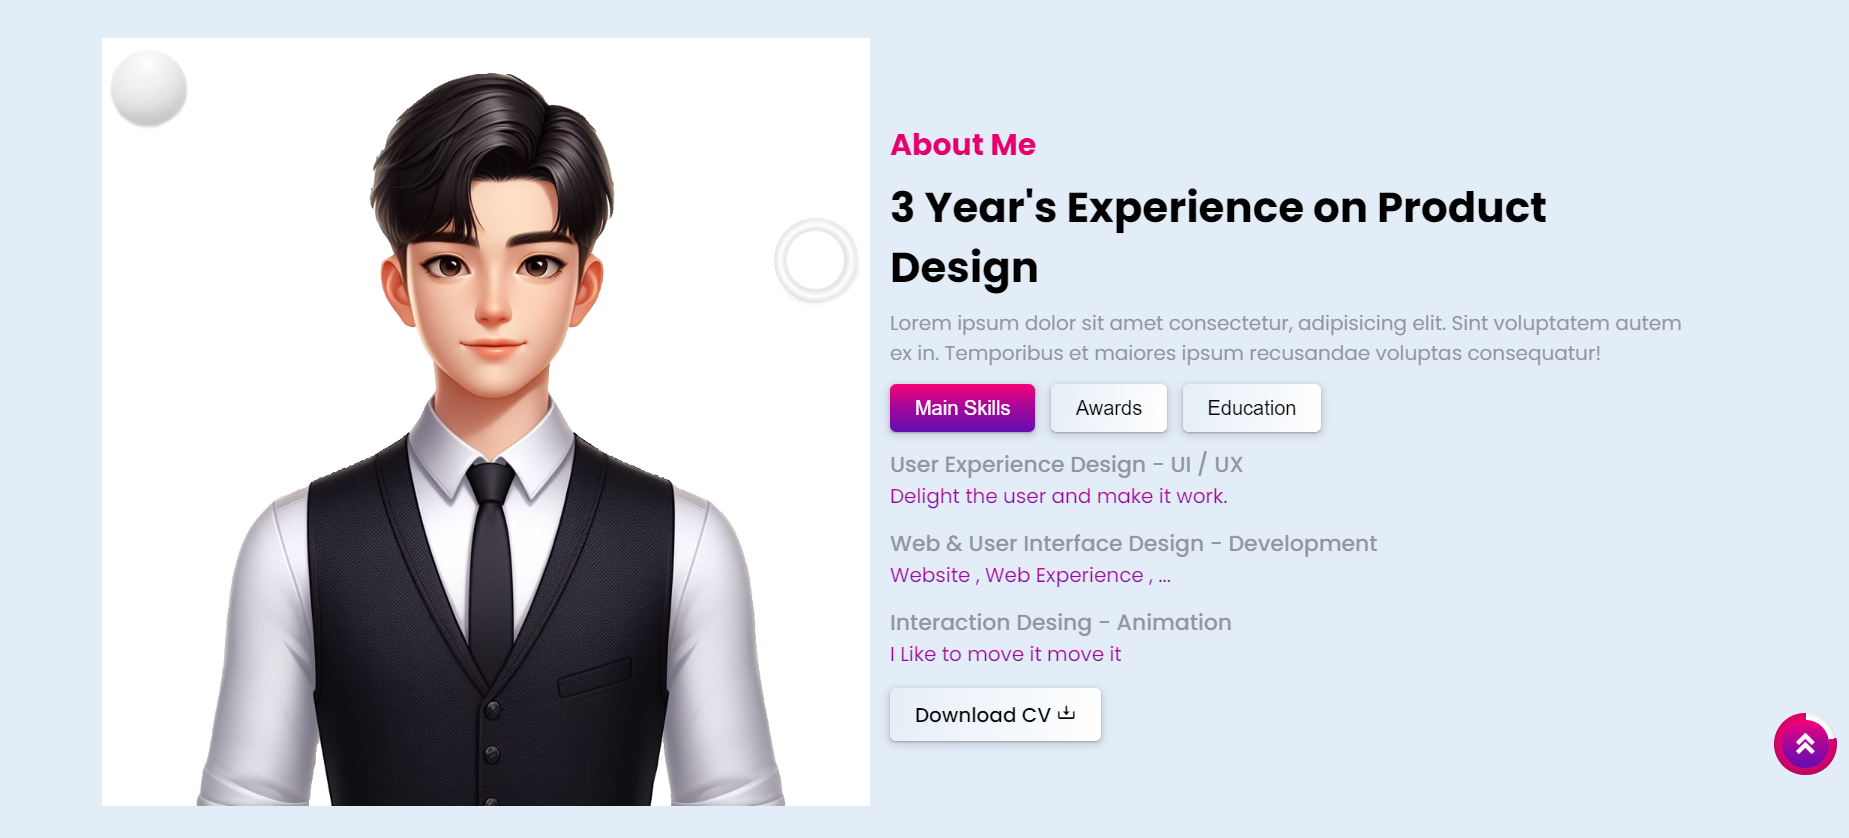 About Me
3 Year's Experience on Product
Design
Lorem ipsum dolor sit amet consectetur, adipisicing elit. Sint voluptatem autem
ex in. Temporibus et maiores ipsum recusandae voluptas consequatur!
Main Skills Awards Education
User Experience Design - UI / UX
Delight the user and make it work.
Web & User Interface Design - Development
Website , Web Experience , ...
Interaction Desing - Animation
I Like to move it move it
Download CV